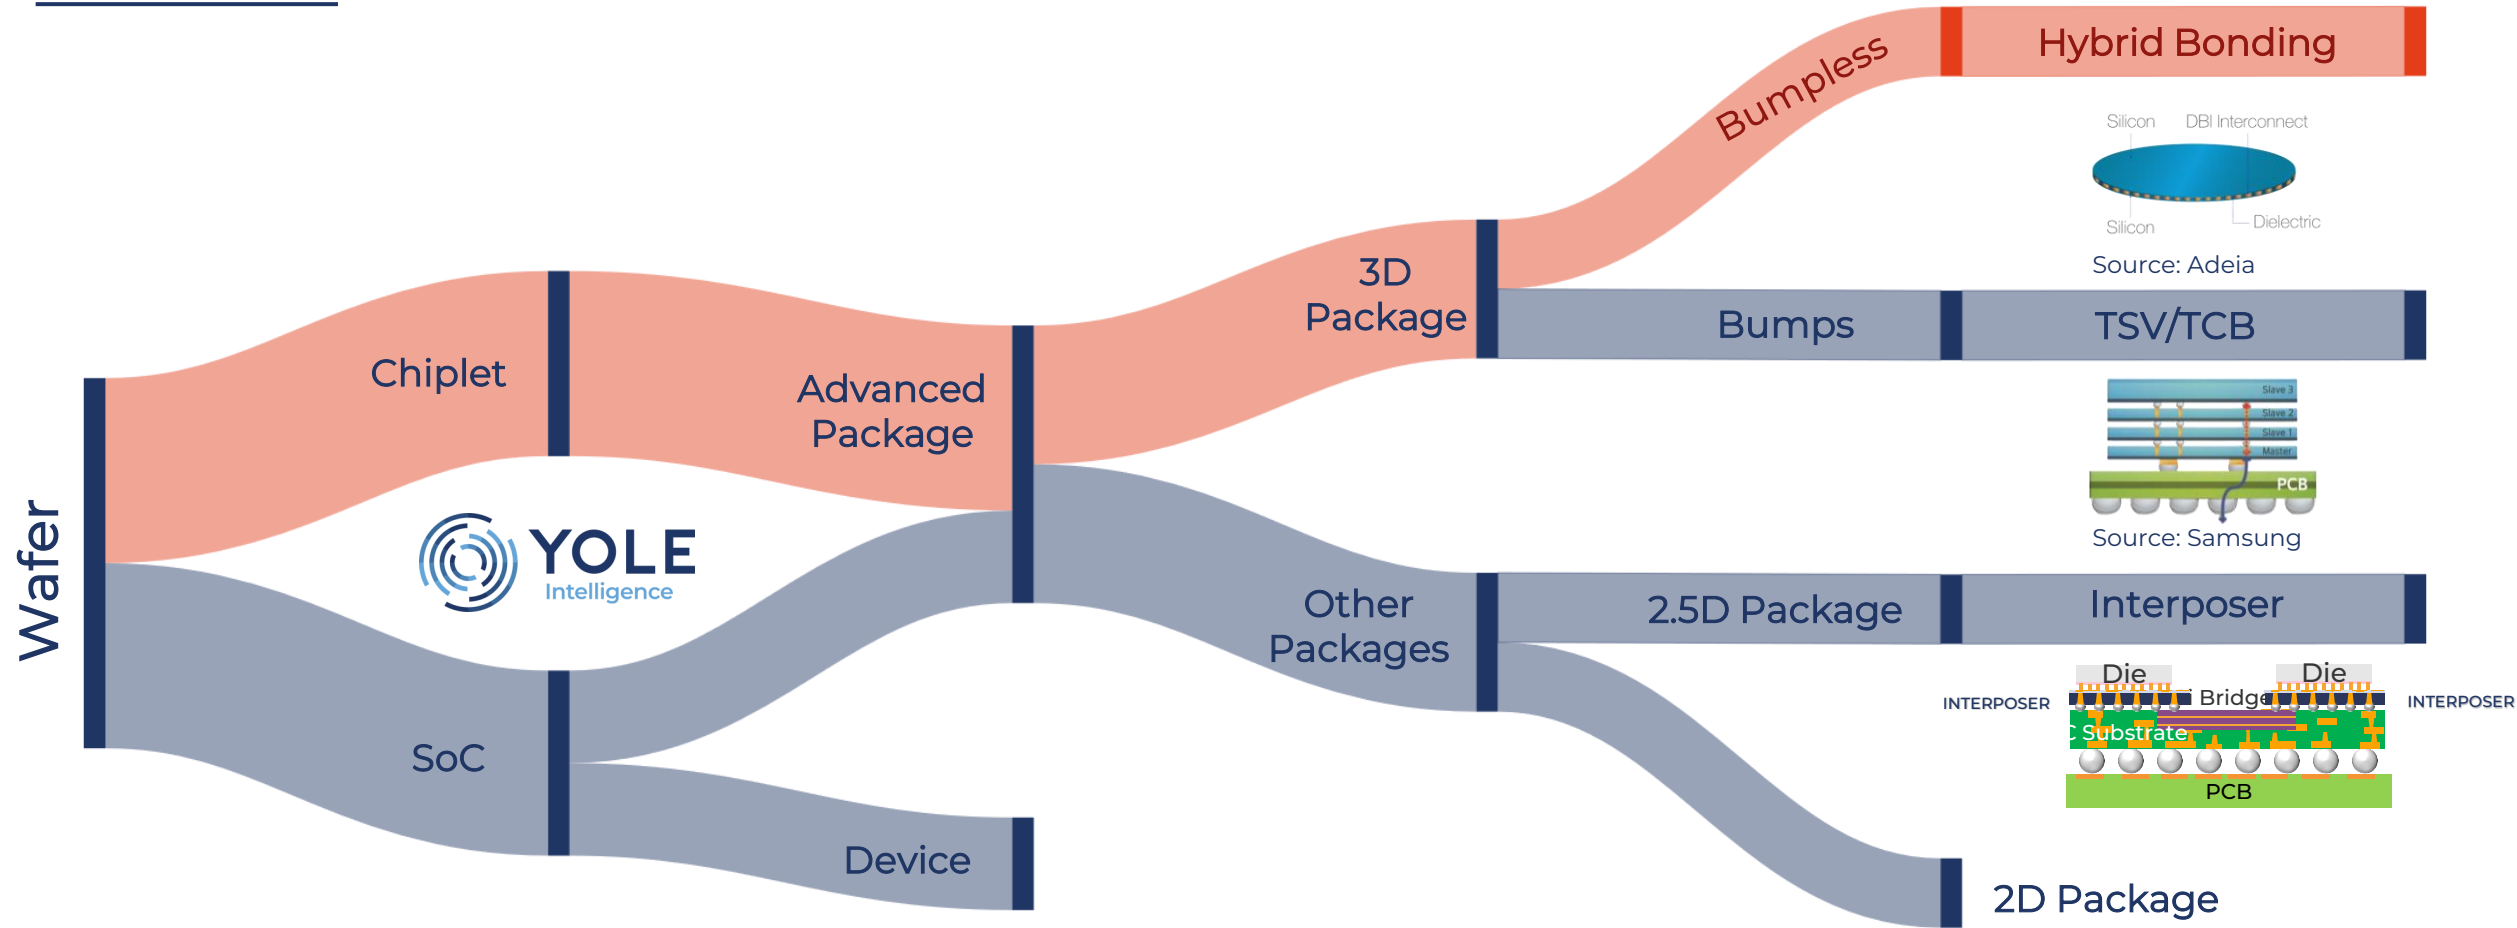 Wafer
Chiplet
SoC
YOLE
Intelligence
Advanced
Package
Device
3D
Package
Other
Packages
Bumpless
Bumps
2.5D Package
2D Package
Hybrid Bonding
Silicon
DBI Interconnect
Silicon
Dielectric
Source: Adeia
TSV/TCB
Slave 3
Slave 2
Slave 1
Master
PCB
Source: Samsung
Interposer
Die
Die
INTERPOSER
Bridge
INTERPOSER
C Substrate
PCB